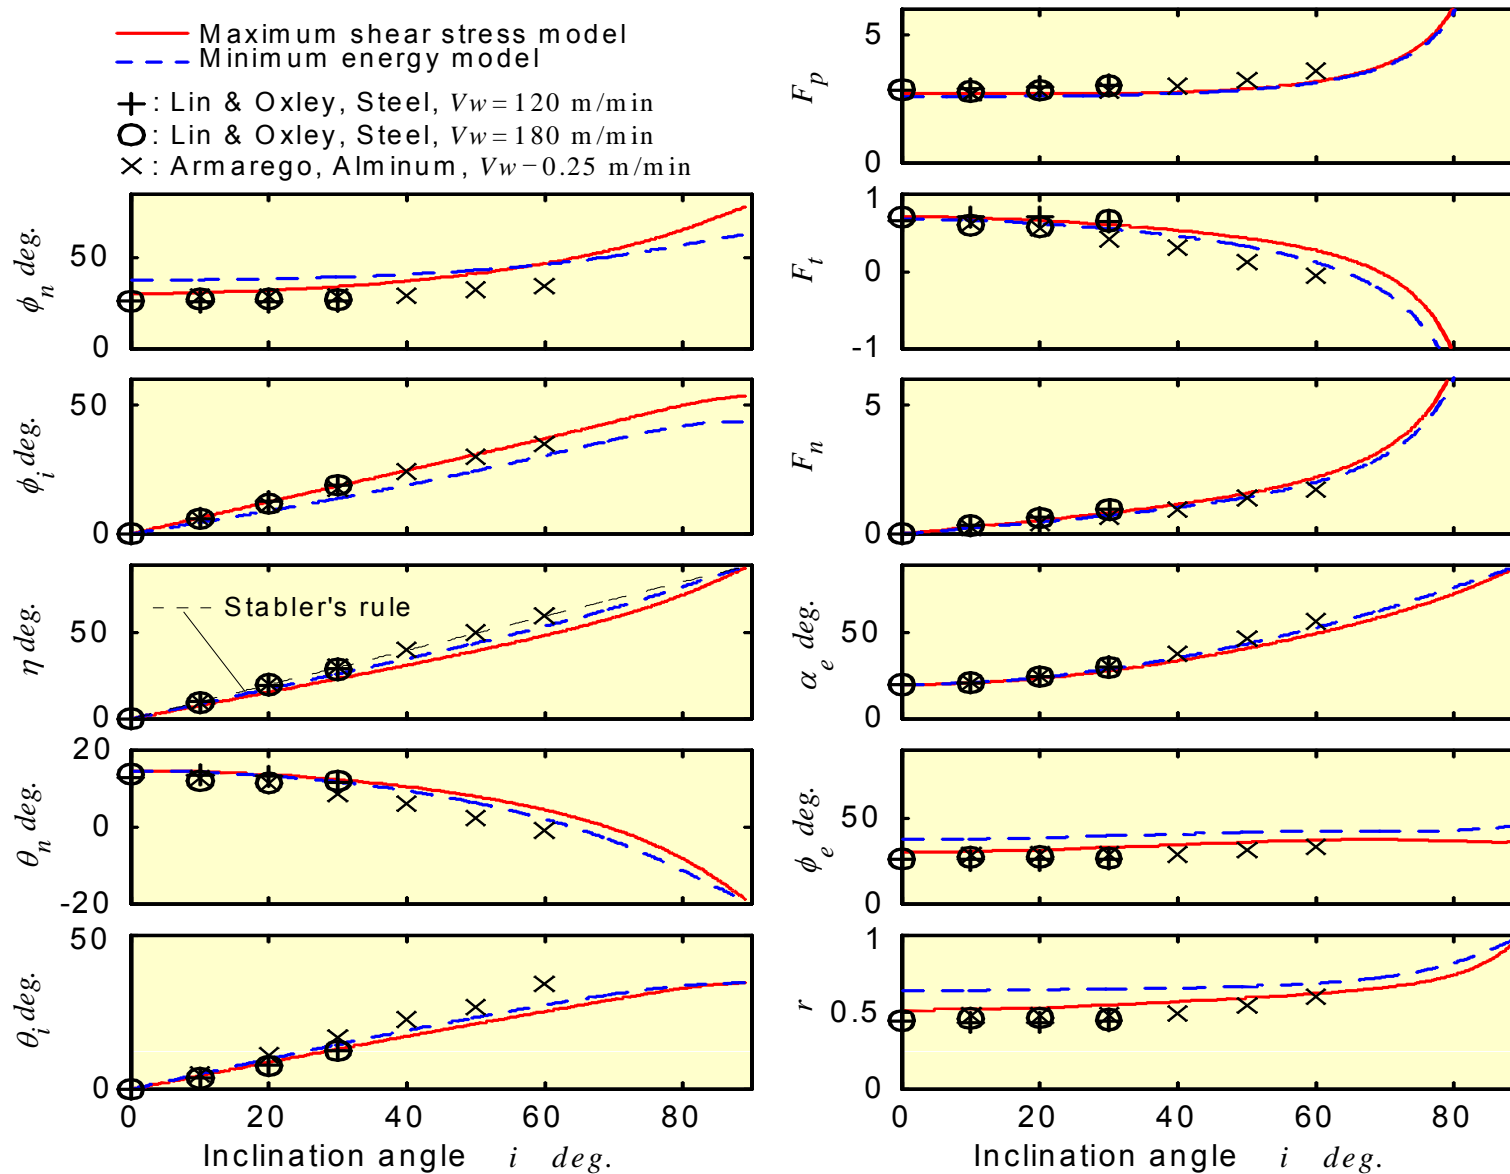 Maximum shear stress model
Minimum energy model
+: Lin & Oxley, Steel, Vw=120 m/min
O: Lin & Oxley, Steel, Vw=180 m/min
×: Armarego, Alminum, Vw−0.25 m/min
ϕn deg.
50
0
ϕi deg.
50
0
η deg.
50
0
Stabler's rule
θn deg.
20
0
-20
θi deg.
50
0
0 20 40 60 80
Inclination angle i deg.
Fp
5
0
Ft
1
0
-1
Fn
5
0
αe deg.
50
0
ϕe deg.
50
0
r
1
0.5
0
0 20 40 60 80
Inclination angle i deg.